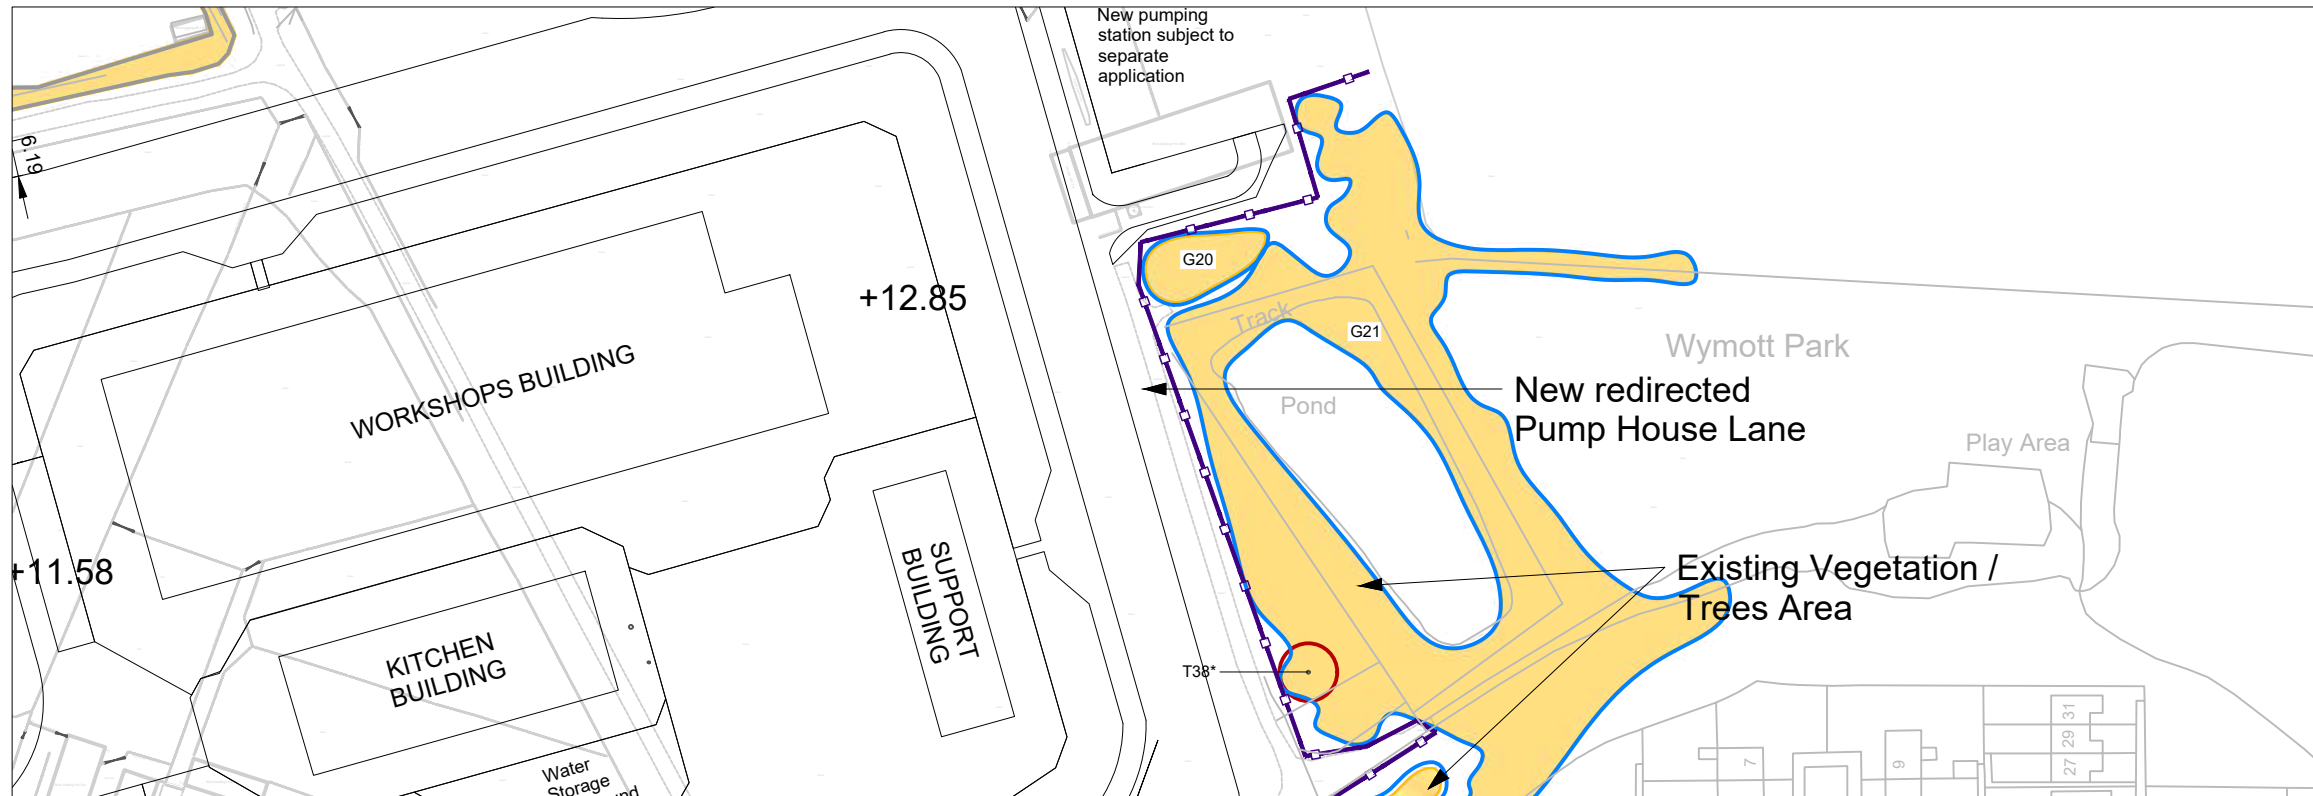 New pumping
station subject to
separate
application
6.19
G20
+12.85
Track
G21
Wymott Park
WORKSHOPS BUILDING
New redirected
Pump House Lane
Pond
Play Area
+11.58
SUPPORT
BUILDING
Existing Vegetation /
Trees Area
KITCHEN
BUILDING
T38*
Water
Storage
7
9
31
29
27